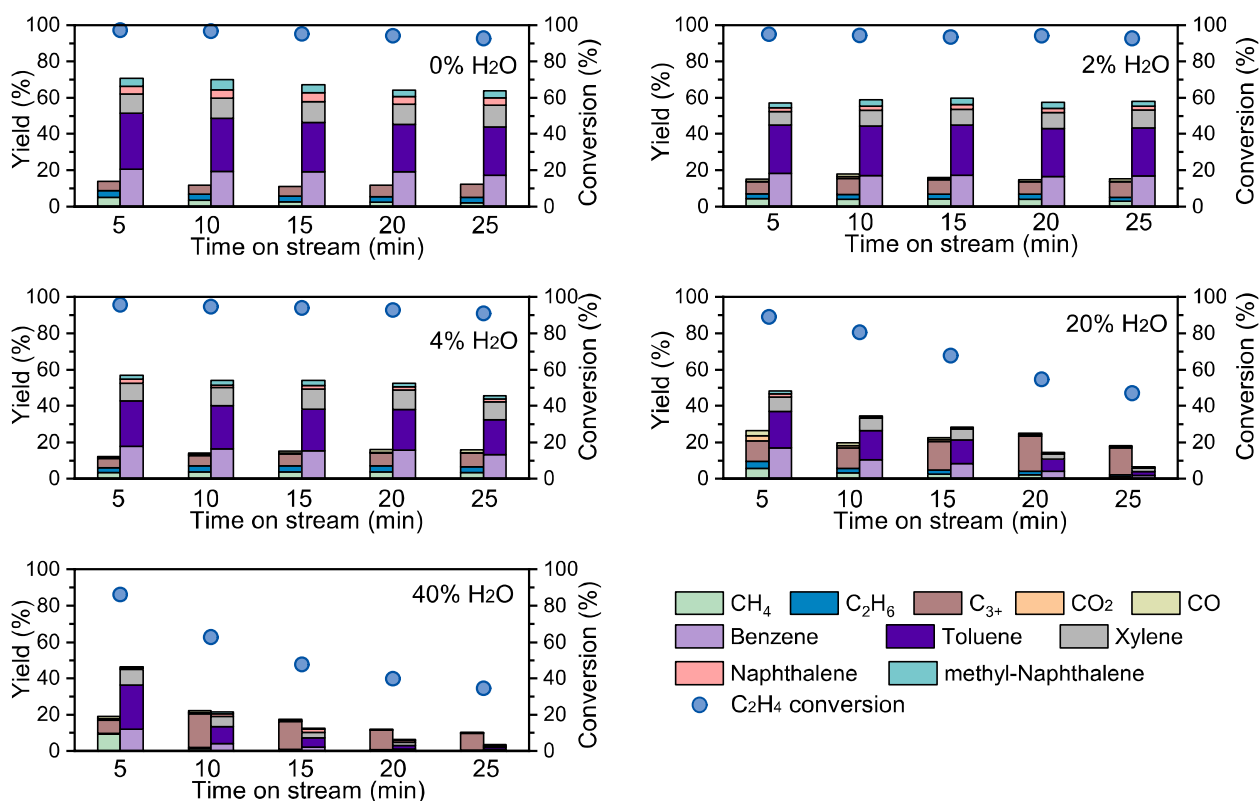 100
80
60
40
20
0
Yield (%)
100
80
60
40
20
0
Conversion (%)
0% H2O
5 10 15 20 25
Time on stream (min)
100
80
60
40
20
0
Yield (%)
100
80
60
40
20
0
Conversion (%)
2% H2O
5 10 15 20 25
Time on stream (min)
100
80
60
40
20
0
Yield (%)
100
80
60
40
20
0
Conversion (%)
4% H2O
5 10 15 20 25
Time on stream (min)
100
80
60
40
20
0
Yield (%)
100
80
60
40
20
0
Conversion (%)
20% H2O
5 10 15 20 25
Time on stream (min)
100
80
60
40
20
0
Yield (%)
100
80
60
40
20
0
Conversion (%)
40% H2O
5 10 15 20 25
Time on stream (min)
CH4 C2H6 C3+ CO2 CO
Benzene Toluene Xylene
Naphthalene methyl-Naphthalene
C2H4 conversion